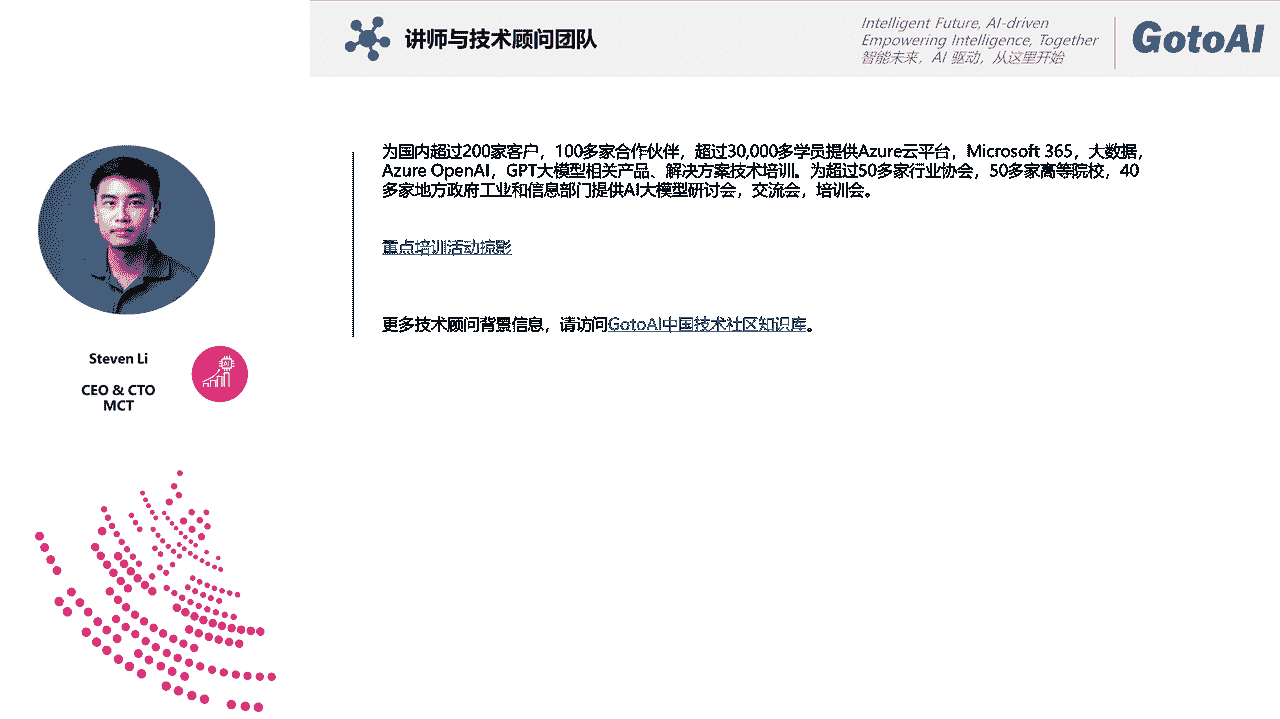 讲师与技术顾问团队
Intelligent Future, AI-driven
Empowering Intelligence, Together
智能未来，AI 驱动，从这里开始
GotoAI
为国内超过200家客户，100多家合作伙伴，超过30,000多学员提供Azure云平台，Microsoft 365，大数据，
Azure OpenAI，GPT大模型相关产品、解决方案技术培训。为超过50多家行业协会，50多家高等院校，40
多家地方政府工业和信息部门提供AI大模型研讨会，交流会，培训会。
重点培训活动掠影
更多技术顾问背景信息，请访问GotoAI中国技术社区知识库。
Steven Li
CEO & CTO
MCT
AI